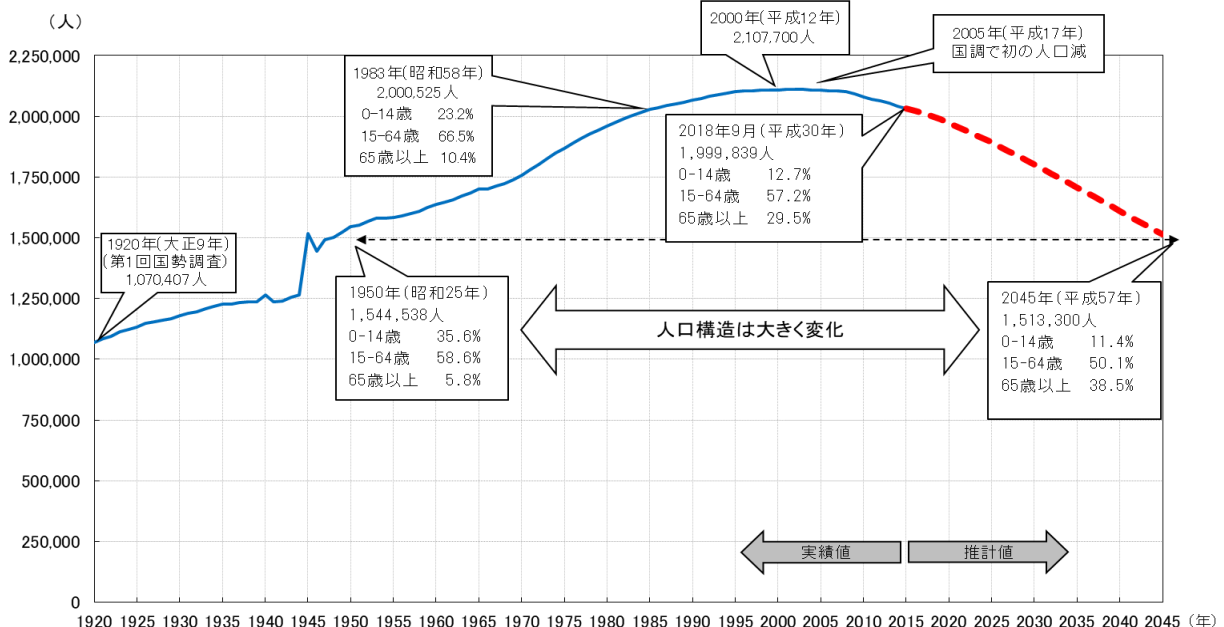 （人）
2,250,000
2,000,000
1,750,000
1,500,000
1,250,000
1,000,000
750,000
500,000
250,000
0
1920年(大正9年)
(第1回国勢調査)
1,070,407人
1983年(昭和58年)
2,000,525人
0-14歳 23.2%
15-64歳 66.5%
65歳以上 10.4%
2000年(平成12年)
2,107,700人
2005年(平成17年)
国調で初の人口減
2018年9月(平成30年)
1,999,839人
0-14歳 12.7%
15-64歳 57.2%
65歳以上 29.5%
1950年(昭和25年)
1,544,538人
0-14歳 35.6%
15-64歳 58.6%
65歳以上 5.8%
人口構造は大きく変化
2045年(平成57年)
1,513,300人
0-14歳 11.4%
15-64歳 50.1%
65歳以上 38.5%
実績値 推計値
1920 1925 1930 1935 1940 1945 1950 1955 1960 1965 1970 1975 1980 1985 1990 1995 2000 2005 2010 2015 2020 2025 2030 2035 2040 2045 (年)